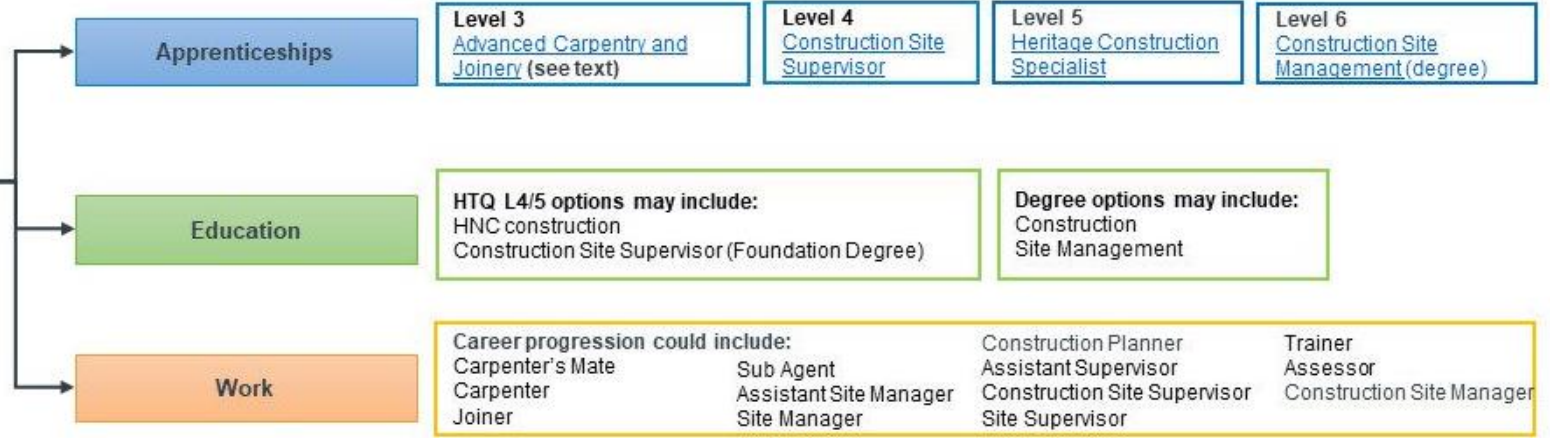 Apprenticeships
Level 3
Advanced Carpentry and
Joinery (see text)
Level 4
Construction Site
Supervisor
Level 5
Heritage Construction
Specialist
Level 6
Construction Site
Management (degree)
Education
HTQ L4/5 options may include:
HNC construction
Construction Site Supervisor (Foundation Degree)
Degree options may include:
Construction
Site Management
Work
Career progression could include:
Carpenter's Mate
Carpenter
Joiner
Sub Agent
Assistant Site Manager
Site Manager
Construction Planner
Assistant Supervisor
Construction Site Supervisor
Site Supervisor
Trainer
Assessor
Construction Site Manager